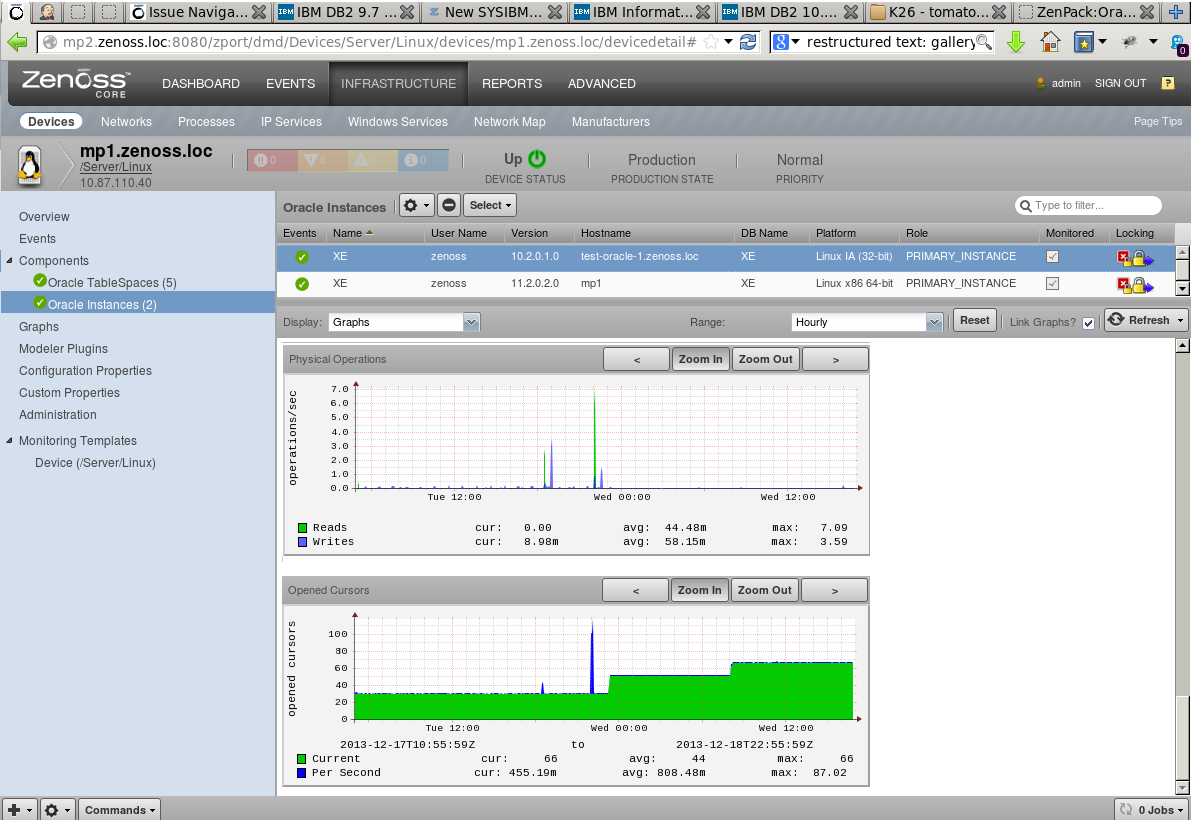 Issue Naviga... IBM DB2 9.7 ... New SYSIBM... IBM Informat... IBM DB2 10.... K26 - tomato... ZenPack:Ora...
mp2.zenoss.loc:8080/zport/dmd/Devices/Server/Linux/devices/mp1.zenoss.loc/devicedetail# restructured text: gallery 0
Zenoss CORE DASHBOARD EVENTS INFRASTRUCTURE REPORTS ADVANCED admin SIGN OUT ?
Devices Networks Processes IP Services Windows Services Network Map Manufacturers Page Tips
mp1.zenoss.loc
/Server/Linux
10.87.110.40
0 0 0 0
Up
DEVICE STATUS
Production
PRODUCTION STATE
Normal
PRIORITY
Overview
Events
Components
Oracle TableSpaces (5)
Oracle Instances (2)
Graphs
Modeler Plugins
Configuration Properties
Custom Properties
Administration
Monitoring Templates
Device (/Server/Linux)
Oracle Instances Select Type to filter...
Events Name User Name Version Hostname DB Name Platform Role Monitored Locking
XE zenoss 10.2.0.1.0 test-oracle-1.zenoss.loc XE Linux IA (32-bit) PRIMARY_INSTANCE
XE zenoss 11.2.0.2.0 mp1 XE Linux x86 64-bit PRIMARY_INSTANCE
Display: Graphs Range: Hourly Reset Link Graphs? Refresh
Physical Operations < Zoom In Zoom Out >
operations/sec
7.0
6.0
5.0
4.0
3.0
2.0
1.0
0.0
Tue 12:00 Wed 00:00 Wed 12:00
Reads cur: 0.00 avg: 44.48m max: 7.09
Writes cur: 8.98m avg: 58.15m max: 3.59
Opened Cursors < Zoom In Zoom Out >
opened cursors
100
80
60
40
20
0
Tue 12:00 Wed 00:00 Wed 12:00
2013-12-17T10:55:59Z to 2013-12-18T22:55:59Z
Current cur: 66 avg: 44 max: 66
Per Second cur: 455.19m avg: 808.48m max: 87.02
Commands 0 Jobs